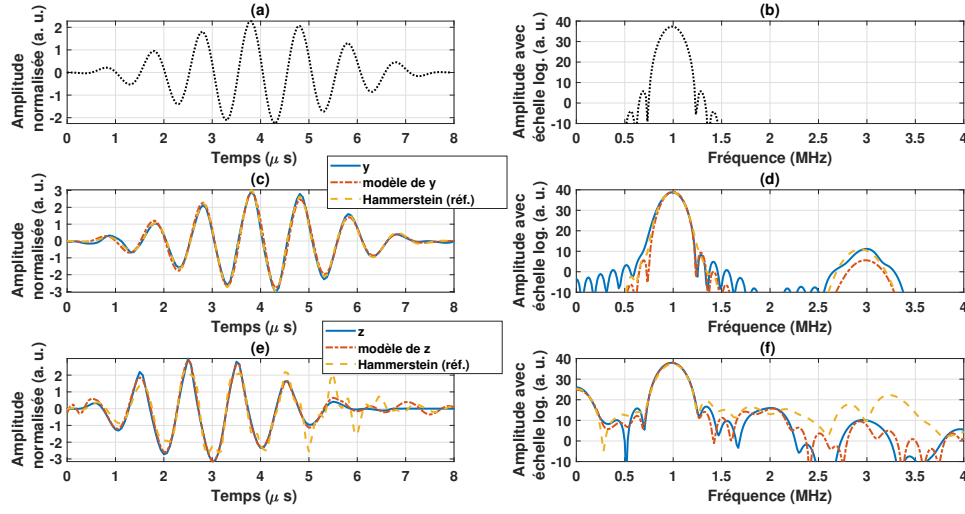 (a)
Amplitude
normalisée (a. u.)
2
1
0
-1
-2
0 1 2 3 4 5 6 7 8
Temps (μ s)
(b)
Amplitude avec
échelle log. (a. u.)
40
30
20
10
0
-10
0 0.5 1 1.5 2 2.5 3 3.5 4
Fréquence (MHz)
(c)
y
modèle de y
Hammerstein (réf.)
Amplitude
normalisée (a. u.)
3
2
1
0
-1
-2
-3
0 1 2 3 4 5 6 7 8
Temps (μ s)
(d)
Amplitude avec
échelle log. (a. u.)
40
30
20
10
0
-10
0 0.5 1 1.5 2 2.5 3 3.5 4
Fréquence (MHz)
(e)
z
modèle de z
Hammerstein (réf.)
Amplitude
normalisée (a. u.)
2
1
0
-1
-2
-3
0 1 2 3 4 5 6 7 8
Temps (μ s)
(f)
Amplitude avec
échelle log. (a. u.)
40
30
20
10
0
-10
0 0.5 1 1.5 2 2.5 3 3.5 4
Fréquence (MHz)